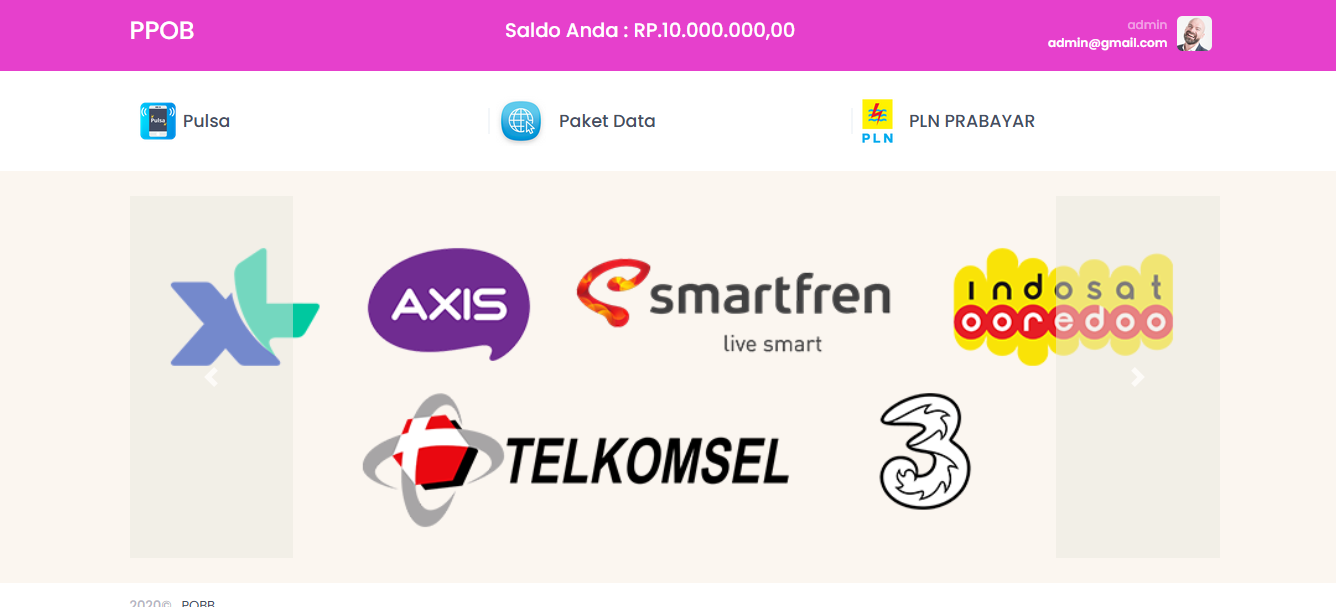 PPOB
Saldo Anda : RP.10.000.000,00
admin
admin@gmail.com
Pulsa
Pulsa
Paket Data
PLN
PLN PRABAYAR
XL
AXIS
smartfren
live smart
indosat
ooredoo
TELKOMSEL
3
2020© POBB